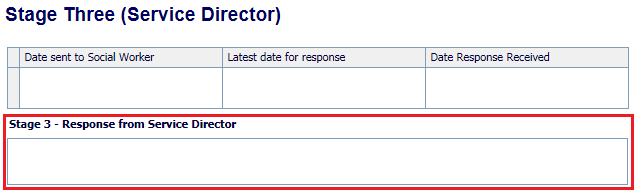 Stage Three (Service Director)
Date sent to Social Worker Latest date for response Date Response Received
Stage 3 - Response from Service Director